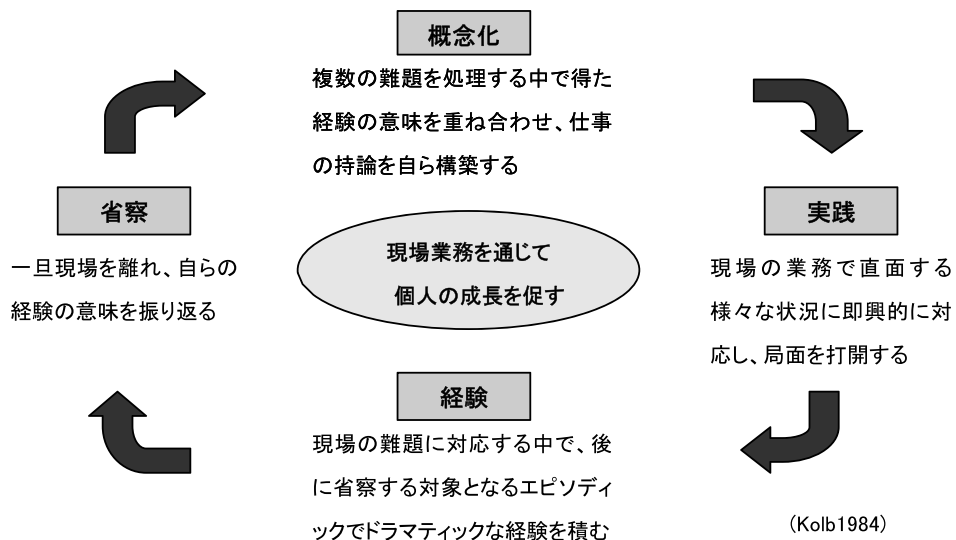 概念化
複数の難題を処理する中で得た
経験の意味を重ね合わせ、仕事
の持論を自ら構築する
省察
一旦現場を離れ、自らの
経験の意味を振り返る
現場業務を通じて
個人の成長を促す
実践
現場の業務で直面する
様々な状況に即興的に対
応し、局面を打開する
経験
現場の難題に対応する中で、後
に省察する対象となるエピソディ
ックでドラマティックな経験を積む
（Kolb1984）